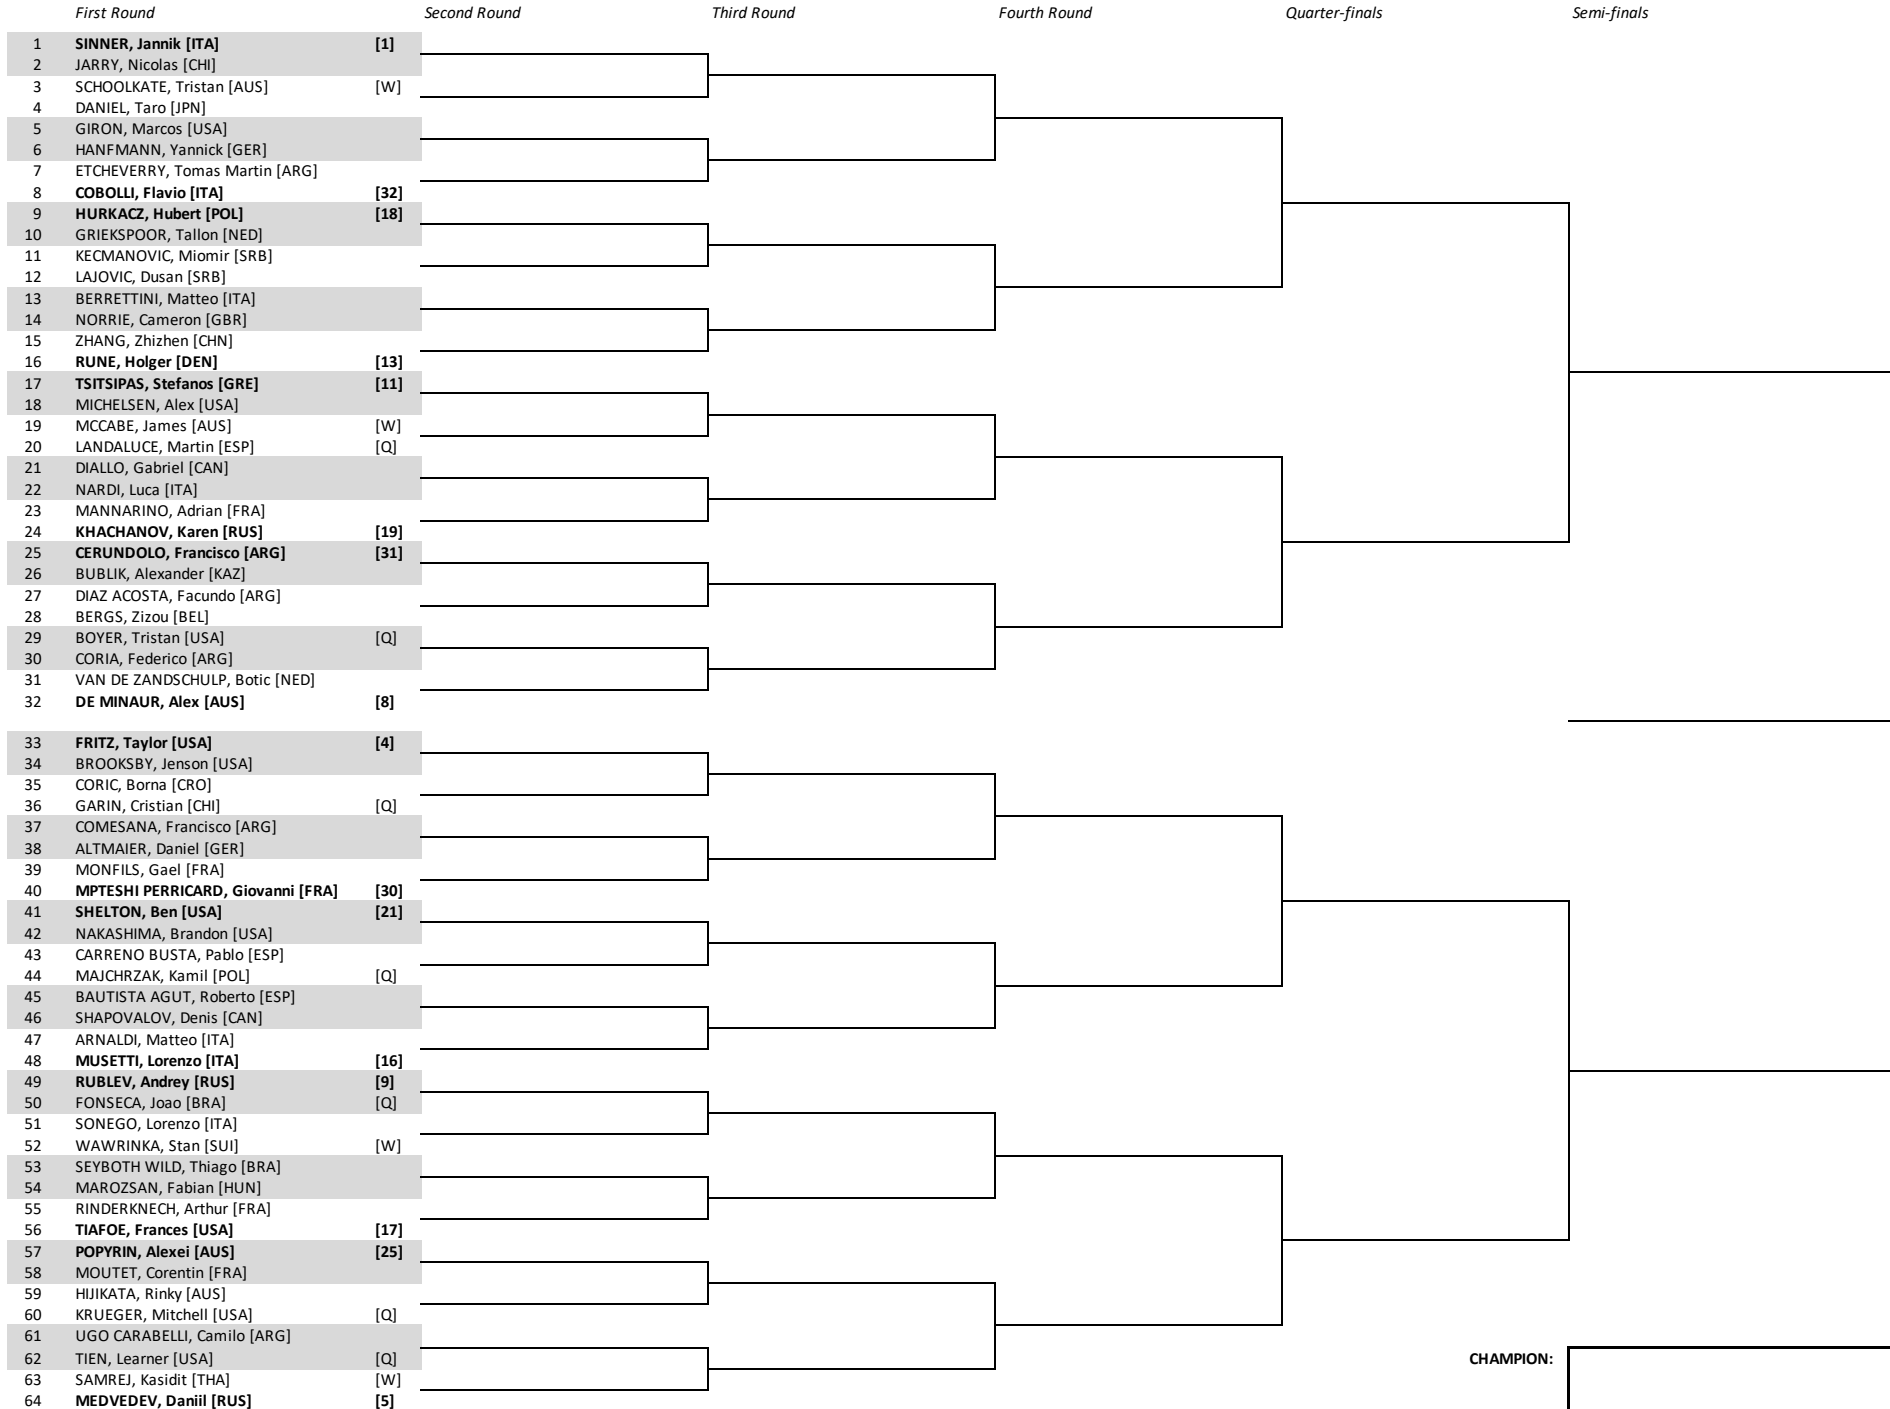 First Round Second Round Third Round Fourth Round Quarter-finals Semi-finals
1 SINNER, Jannik [ITA] [1]
2 JARRY, Nicolas [CHI]
3 SCHOOLKATE, Tristan [AUS] [W]
4 DANIEL, Taro [JPN]
5 GIRON, Marcos [USA]
6 HANFMANN, Yannick [GER]
7 ETCHEVERRY, Tomas Martin [ARG]
8 COBOLLI, Flavio [ITA] [32]
9 HURKACZ, Hubert [POL] [18]
10 GRIEKSPOOR, Tallon [NED]
11 KECMANOVIC, Miomir [SRB]
12 LAJOVIC, Dusan [SRB]
13 BERRETTINI, Matteo [ITA]
14 NORRIE, Cameron [GBR]
15 ZHANG, Zhizhen [CHN]
16 RUNE, Holger [DEN] [13]
17 TSITSIPAS, Stefanos [GRE] [11]
18 MICHELSEN, Alex [USA]
19 MCCABE, James [AUS] [W]
20 LANDALUCE, Martin [ESP] [Q]
21 DIALLO, Gabriel [CAN]
22 NARDI, Luca [ITA]
23 MANNARINO, Adrian [FRA]
24 KHACHANOV, Karen [RUS] [19]
25 CERUNDOLO, Francisco [ARG] [31]
26 BUBLIK, Alexander [KAZ]
27 DIAZ ACOSTA, Facundo [ARG]
28 BERGS, Zizou [BEL]
29 BOYER, Tristan [USA] [Q]
30 CORIA, Federico [ARG]
31 VAN DE ZANDSCHULP, Botic [NED]
32 DE MINAUR, Alex [AUS] [8]
33 FRITZ, Taylor [USA] [4]
34 BROOKSBY, Jenson [USA]
35 CORIC, Borna [CRO]
36 GARIN, Cristian [CHI] [Q]
37 COMESANA, Francisco [ARG]
38 ALTMAIER, Daniel [GER]
39 MONFILS, Gael [FRA]
40 MPTESHI PERRICARD, Giovanni [FRA] [30]
41 SHELTON, Ben [USA] [21]
42 NAKASHIMA, Brandon [USA]
43 CARRENO BUSTA, Pablo [ESP]
44 MAJCHRZAK, Kamil [POL] [Q]
45 BAUTISTA AGUT, Roberto [ESP]
46 SHAPOVALOV, Denis [CAN]
47 ARNALDI, Matteo [ITA]
48 MUSETTI, Lorenzo [ITA] [16]
49 RUBLEV, Andrey [RUS] [9]
50 FONSECA, Joao [BRA] [Q]
51 SONEGO, Lorenzo [ITA]
52 WAWRINKA, Stan [SUI] [W]
53 SEYBOTH WILD, Thiago [BRA]
54 MAROZSAN, Fabian [HUN]
55 RINDERKNECH, Arthur [FRA]
56 TIAFOE, Frances [USA] [17]
57 POPYRIN, Alexei [AUS] [25]
58 MOUTET, Corentin [FRA]
59 HIJIKATA, Rinky [AUS]
60 KRUEGER, Mitchell [USA] [Q]
61 UGO CARABELLI, Camilo [ARG]
62 TIEN, Learner [USA] [Q] CHAMPION:
63 SAMREJ, Kasidit [THA] [W]
64 MEDVEDEV, Daniil [RUS] [5]